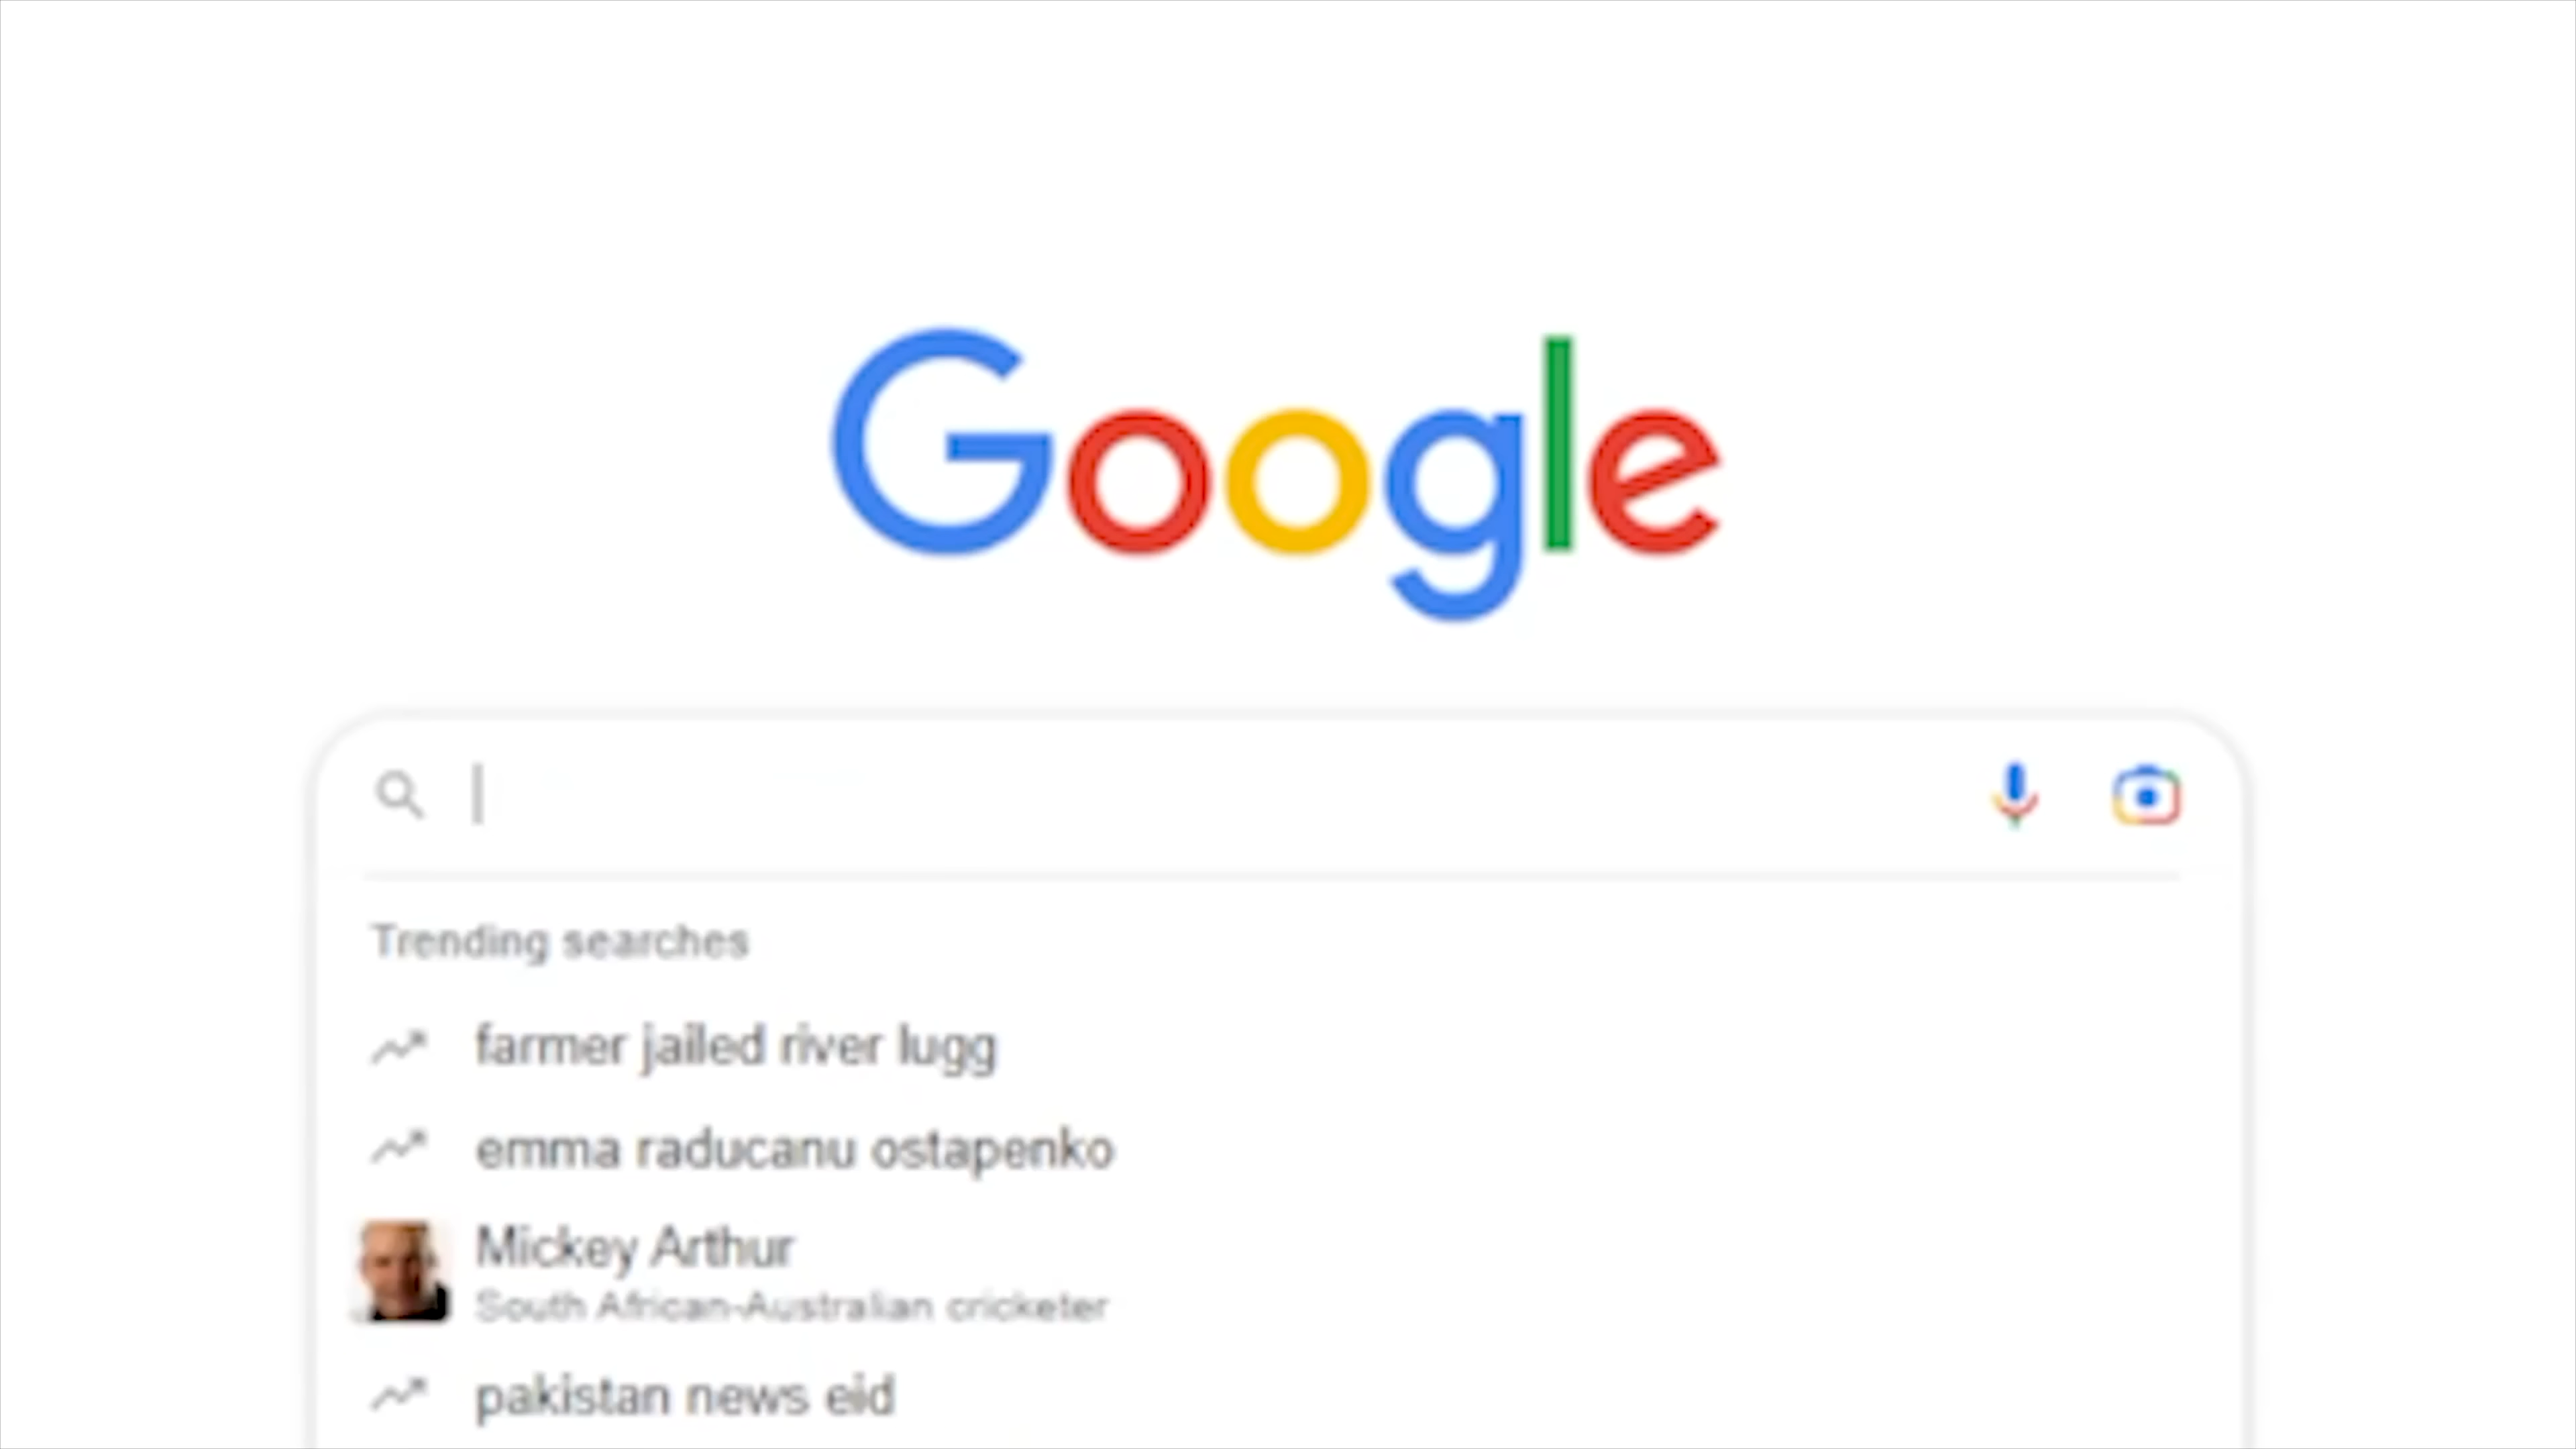 Google
Trending searches
farmer jailed river lugg
emma raducanu ostapenko
Mickey Arthur
South African-Australian cricketer
pakistan news eid